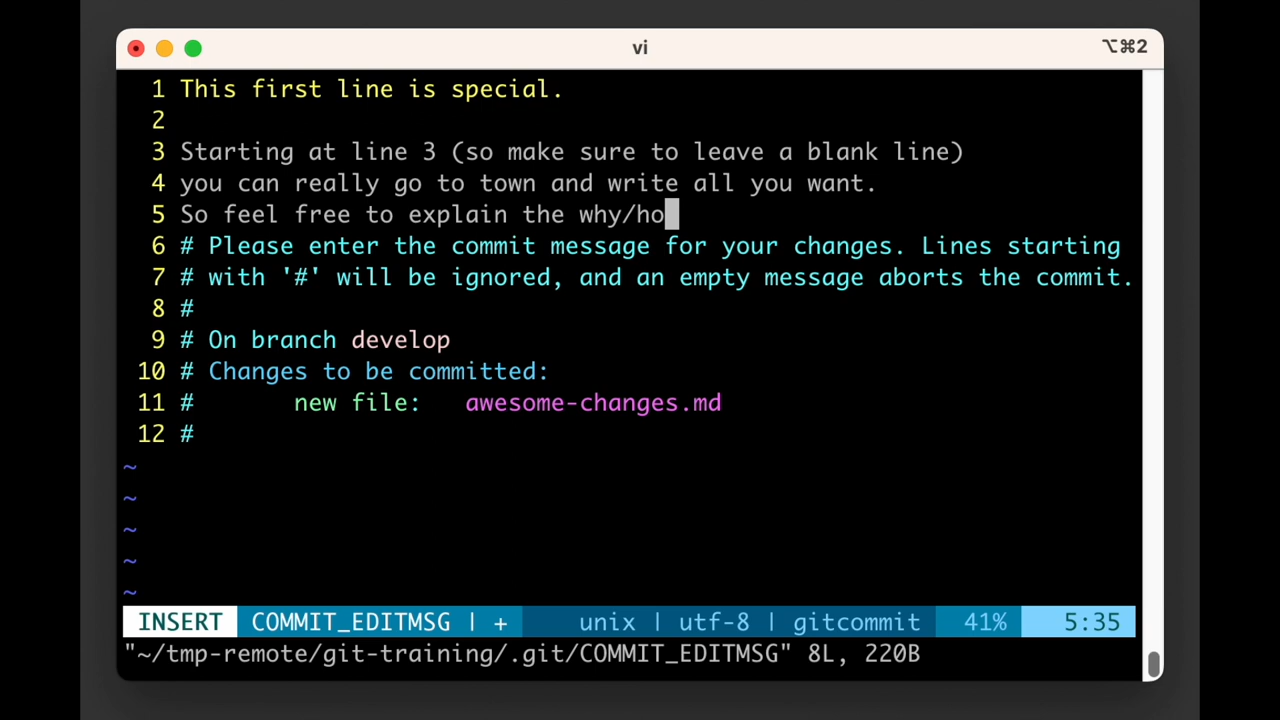 vi
⌥⌘2
1 This first line is special.
2
3 Starting at line 3 (so make sure to leave a blank line)
4 you can really go to town and write all you want.
5 So feel free to explain the why/ho
6 # Please enter the commit message for your changes. Lines starting
7 # with '#' will be ignored, and an empty message aborts the commit.
8 #
9 # On branch develop
10 # Changes to be committed:
11 #       new file:   awesome-changes.md
12 #
~
~
~
~
~
INSERT COMMIT_EDITMSG | + unix | utf-8 | gitcommit 41% 5:35
"~/tmp-remote/git-training/.git/COMMIT_EDITMSG" 8L, 220B